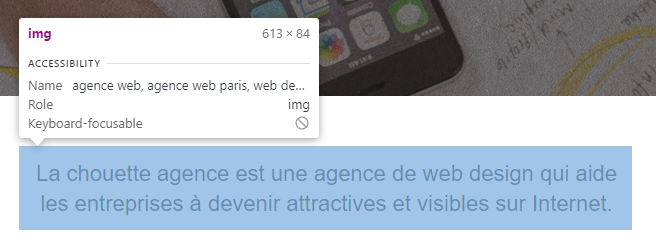 img 613 × 84
ACCESSIBILITY
Name agence web, agence web paris, web de...
Role img
Keyboard-focusable
La chouette agence est une agence de web design qui aide
les entreprises à devenir attractives et visibles sur Internet.